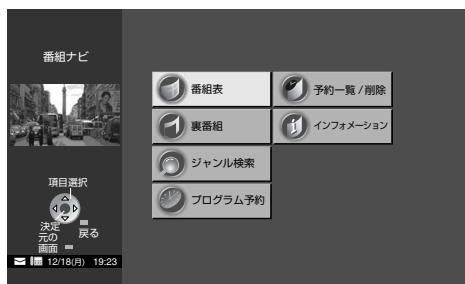 番組ナビ
番組表
予約一覧/削除
裏番組
インフォメーション
ジャンル検索
プログラム予約
項目選択
決定
元の
画面
戻る
12/18(月) 19:23